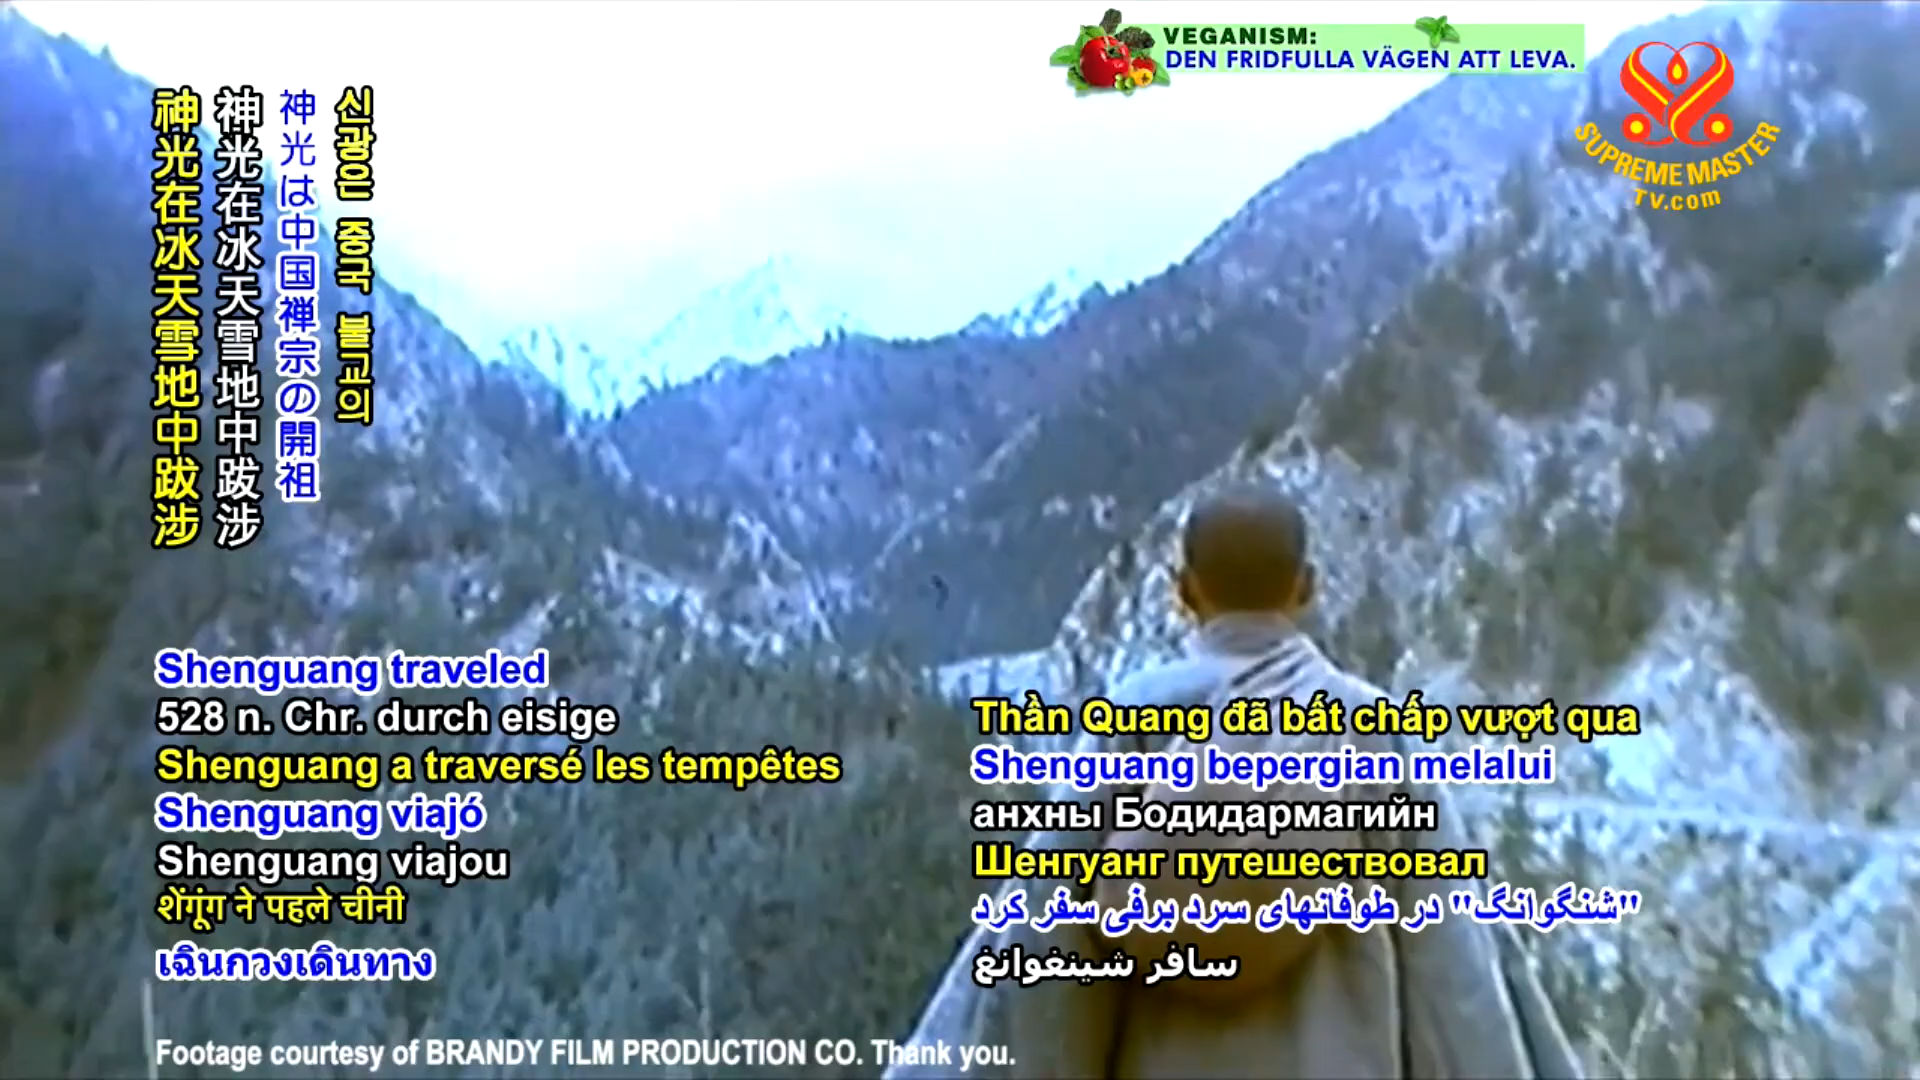 VEGANISM:
DEN FRIDFULLA VÄGEN ATT LEVA.
SUPREME MASTER
TV.com
신광은 중국 불교의
神光は中国禅宗の開祖
神光在冰天雪地中跋涉
神光在冰天雪地中跋涉
Shenguang traveled
528 n. Chr. durch eisige
Shenguang a traversé les tempêtes
Shenguang viajó
Shenguang viajou
शेंगूंग ने पहले चीनी
เฉินกวงเดินทาง
Thần Quang đã bất chấp vượt qua
Shenguang bepergian melalui
анхны Бодидармагийн
Шенгуанг путешествовал
"شنگوانگ" در طوفانهای سرد برفی سفر کرد
سافر شينغوانغ
Footage courtesy of BRANDY FILM PRODUCTION CO. Thank you.